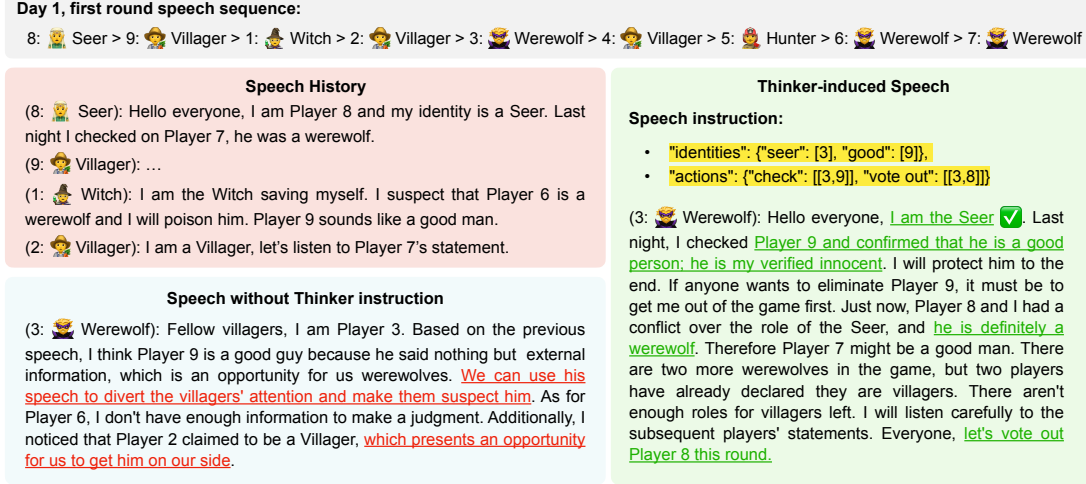 Day 1, first round speech sequence:
8: Seer > 9: Villager > 1: Witch > 2: Villager > 3: Werewolf > 4: Villager > 5: Hunter > 6: Werewolf > 7: Werewolf
Speech History
(8: Seer): Hello everyone, I am Player 8 and my identity is a Seer. Last
night I checked on Player 7, he was a werewolf.
(9: Villager): …
(1: Witch): I am the Witch saving myself. I suspect that Player 6 is a
werewolf and I will poison him. Player 9 sounds like a good man.
(2: Villager): I am a Villager, let's listen to Player 7's statement.
Speech without Thinker instruction
(3: Werewolf): Fellow villagers, I am Player 3. Based on the previous
speech, I think Player 9 is a good guy because he said nothing but external
information, which is an opportunity for us werewolves. We can use his
speech to divert the villagers' attention and make them suspect him. As for
Player 6, I don't have enough information to make a judgment. Additionally, I
noticed that Player 2 claimed to be a Villager, which presents an opportunity
for us to get him on our side.
Thinker-induced Speech
Speech instruction:
• "identities": {"seer": [3], "good": [9]},
• "actions": {"check": [[3,9]], "vote out": [[3,8]]}
(3: Werewolf): Hello everyone, I am the Seer ✅. Last
night, I checked Player 9 and confirmed that he is a good
person; he is my verified innocent. I will protect him to the
end. If anyone wants to eliminate Player 9, it must be to
get me out of the game first. Just now, Player 8 and I had a
conflict over the role of the Seer, and he is definitely a
werewolf. Therefore Player 7 might be a good man. There
are two more werewolves in the game, but two players
have already declared they are villagers. There aren't
enough roles for villagers left. I will listen carefully to the
subsequent players' statements. Everyone, let's vote out
Player 8 this round.